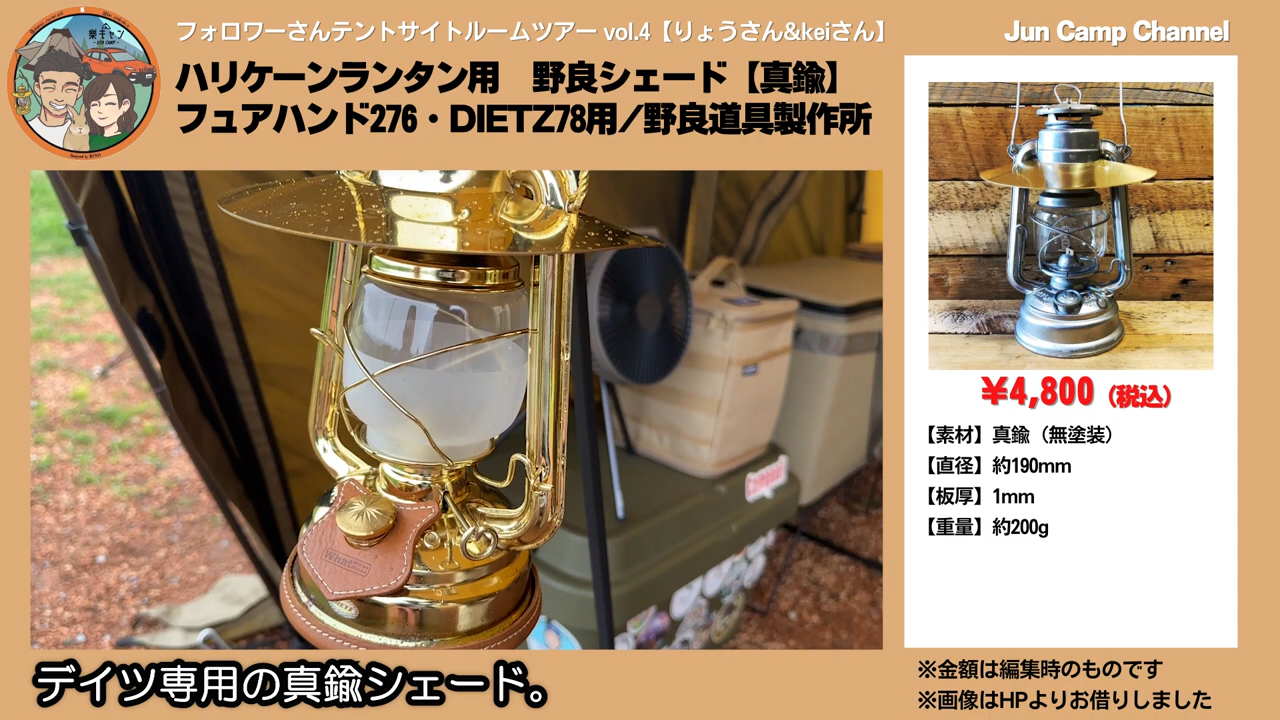 フォロワーさんテントサイトルームツアー vol.4【りょうさん&keiさん】
Jun Camp Channel
ハリケーンランタン用　野良シェード【真鍮】
フュアハンド276・DIETZ78用／野良道具製作所
楽キャン
What
¥4,800（税込）
【素材】真鍮（無塗装）
【直径】約190mm
【板厚】1mm
【重量】約200g
デイツ専用の真鍮シェード。
※金額は編集時のものです
※画像はHPよりお借りしました